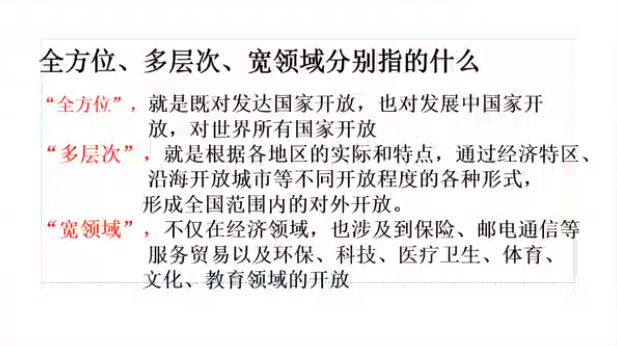 全方位、多层次、宽领域分别指的什么
“全方位”，就是既对发达国家开放，也对发展中国家开
放，对世界所有国家开放
“多层次”，就是根据各地区的实际和特点，通过经济特区、
沿海开放城市等不同开放程度的各种形式，
形成全国范围内的对外开放。
“宽领域”，不仅在经济领域，也涉及到保险、邮电通信等
服务贸易以及环保、科技、医疗卫生、体育、
文化、教育领域的开放